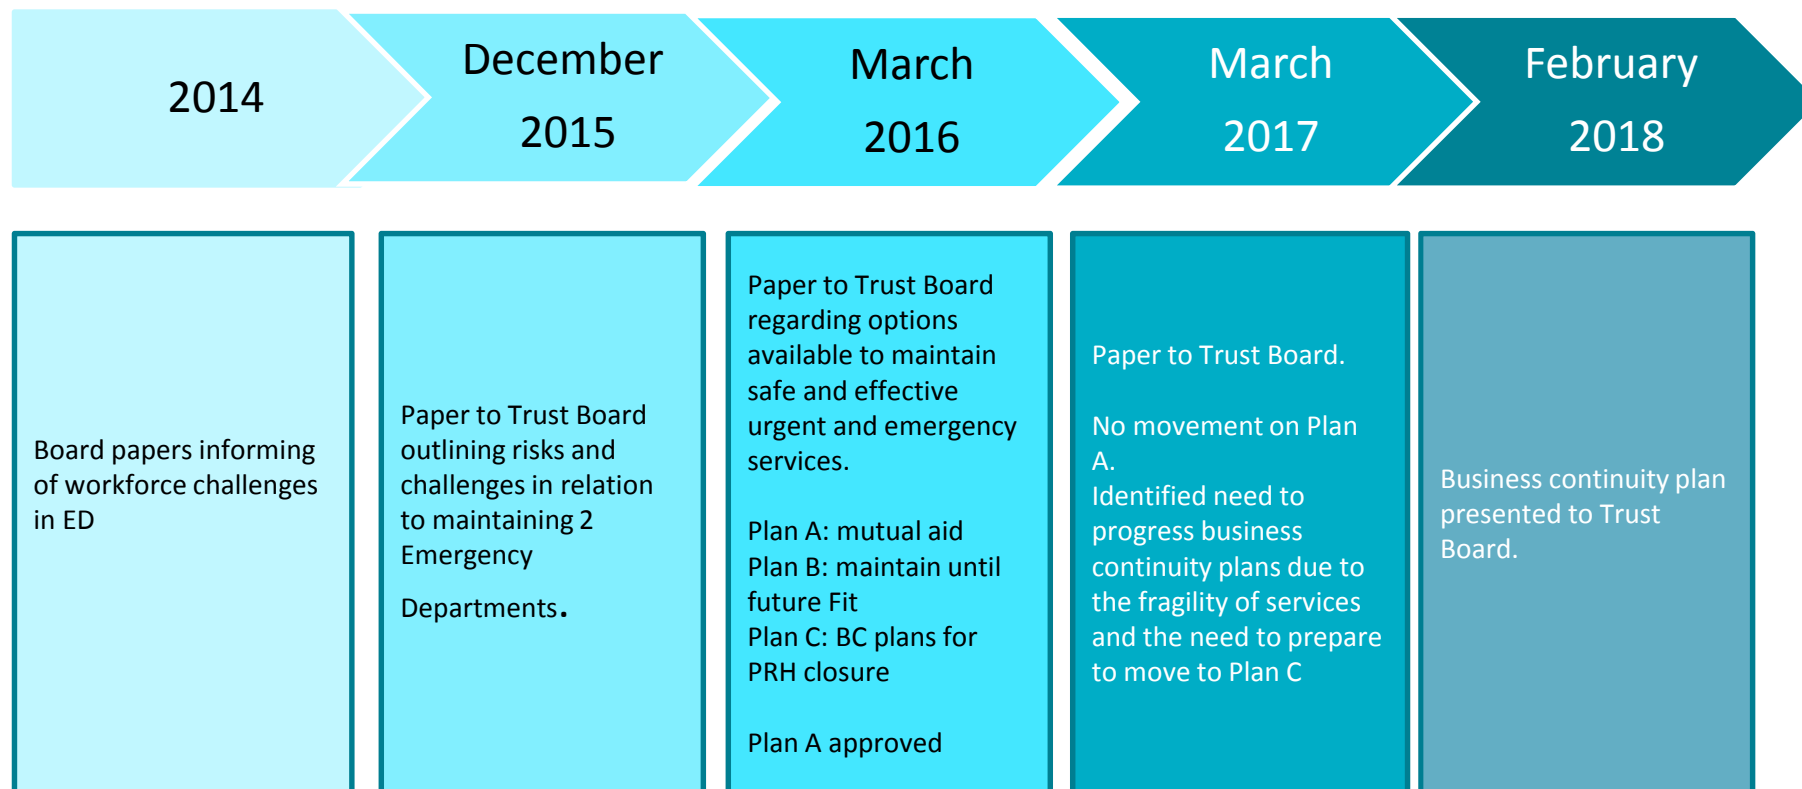 2014
December
2015
March
2016
March
2017
February
2018
Board papers informing
of workforce challenges
in ED
Paper to Trust Board
outlining risks and
challenges in relation
to maintaining 2
Emergency
Departments.
Paper to Trust Board
regarding options
available to maintain
safe and effective
urgent and emergency
services.
Plan A: mutual aid
Plan B: maintain until
future Fit
Plan C: BC plans for
PRH closure
Plan A approved
Paper to Trust Board.
No movement on Plan
A.
Identified need to
progress business
continuity plans due to
the fragility of services
and the need to prepare
to move to Plan C
Business continuity plan
presented to Trust
Board.